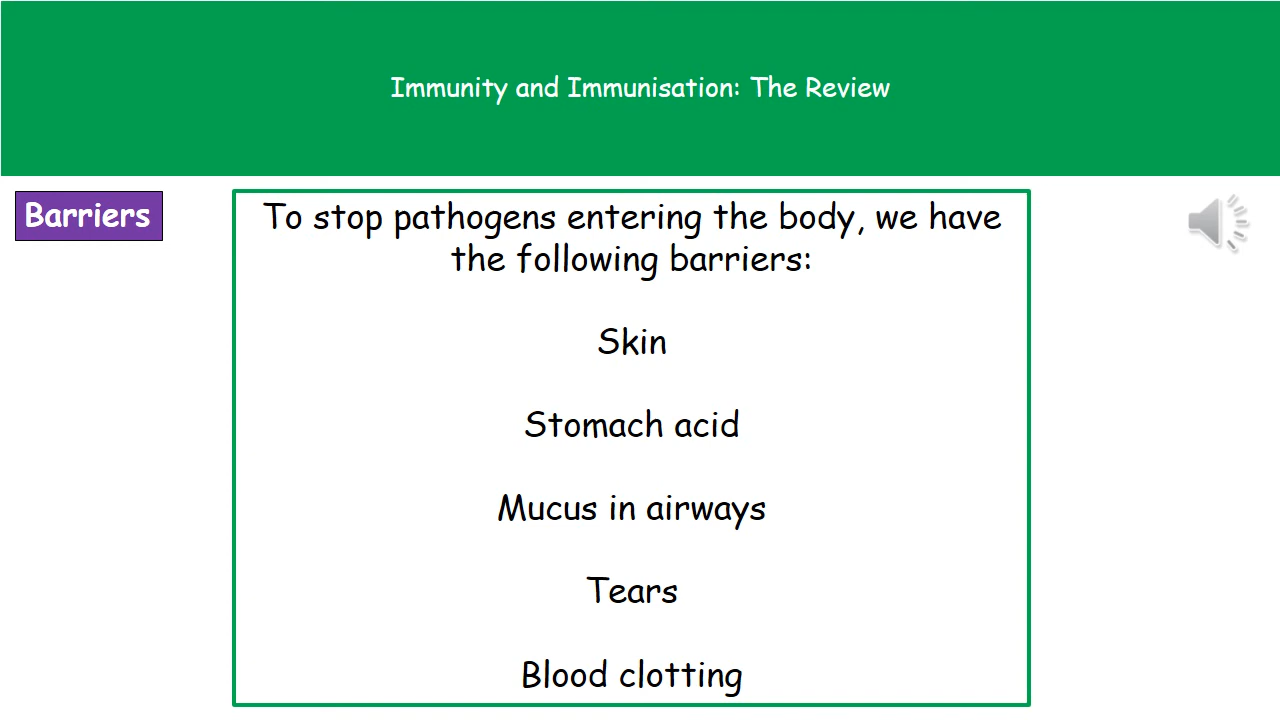 Immunity and Immunisation: The Review
Barriers
To stop pathogens entering the body, we have
the following barriers:
Skin
Stomach acid
Mucus in airways
Tears
Blood clotting